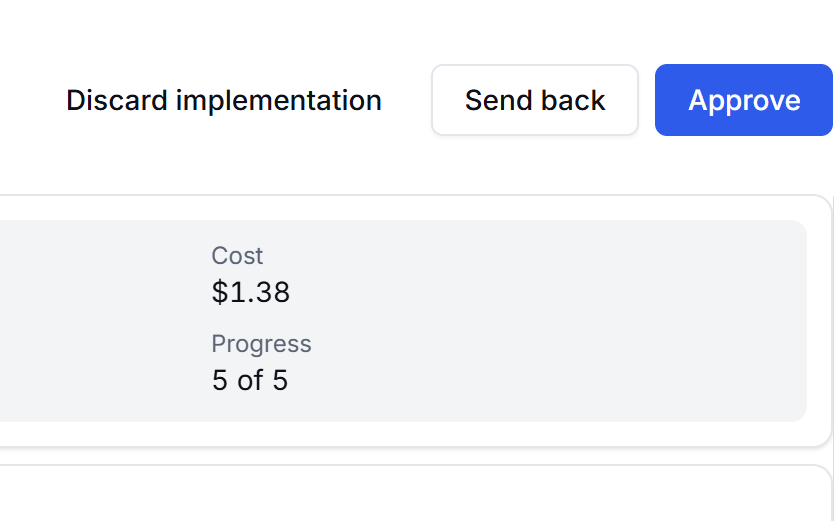 Discard implementation
Send back
Approve
Cost
$1.38
Progress
5 of 5